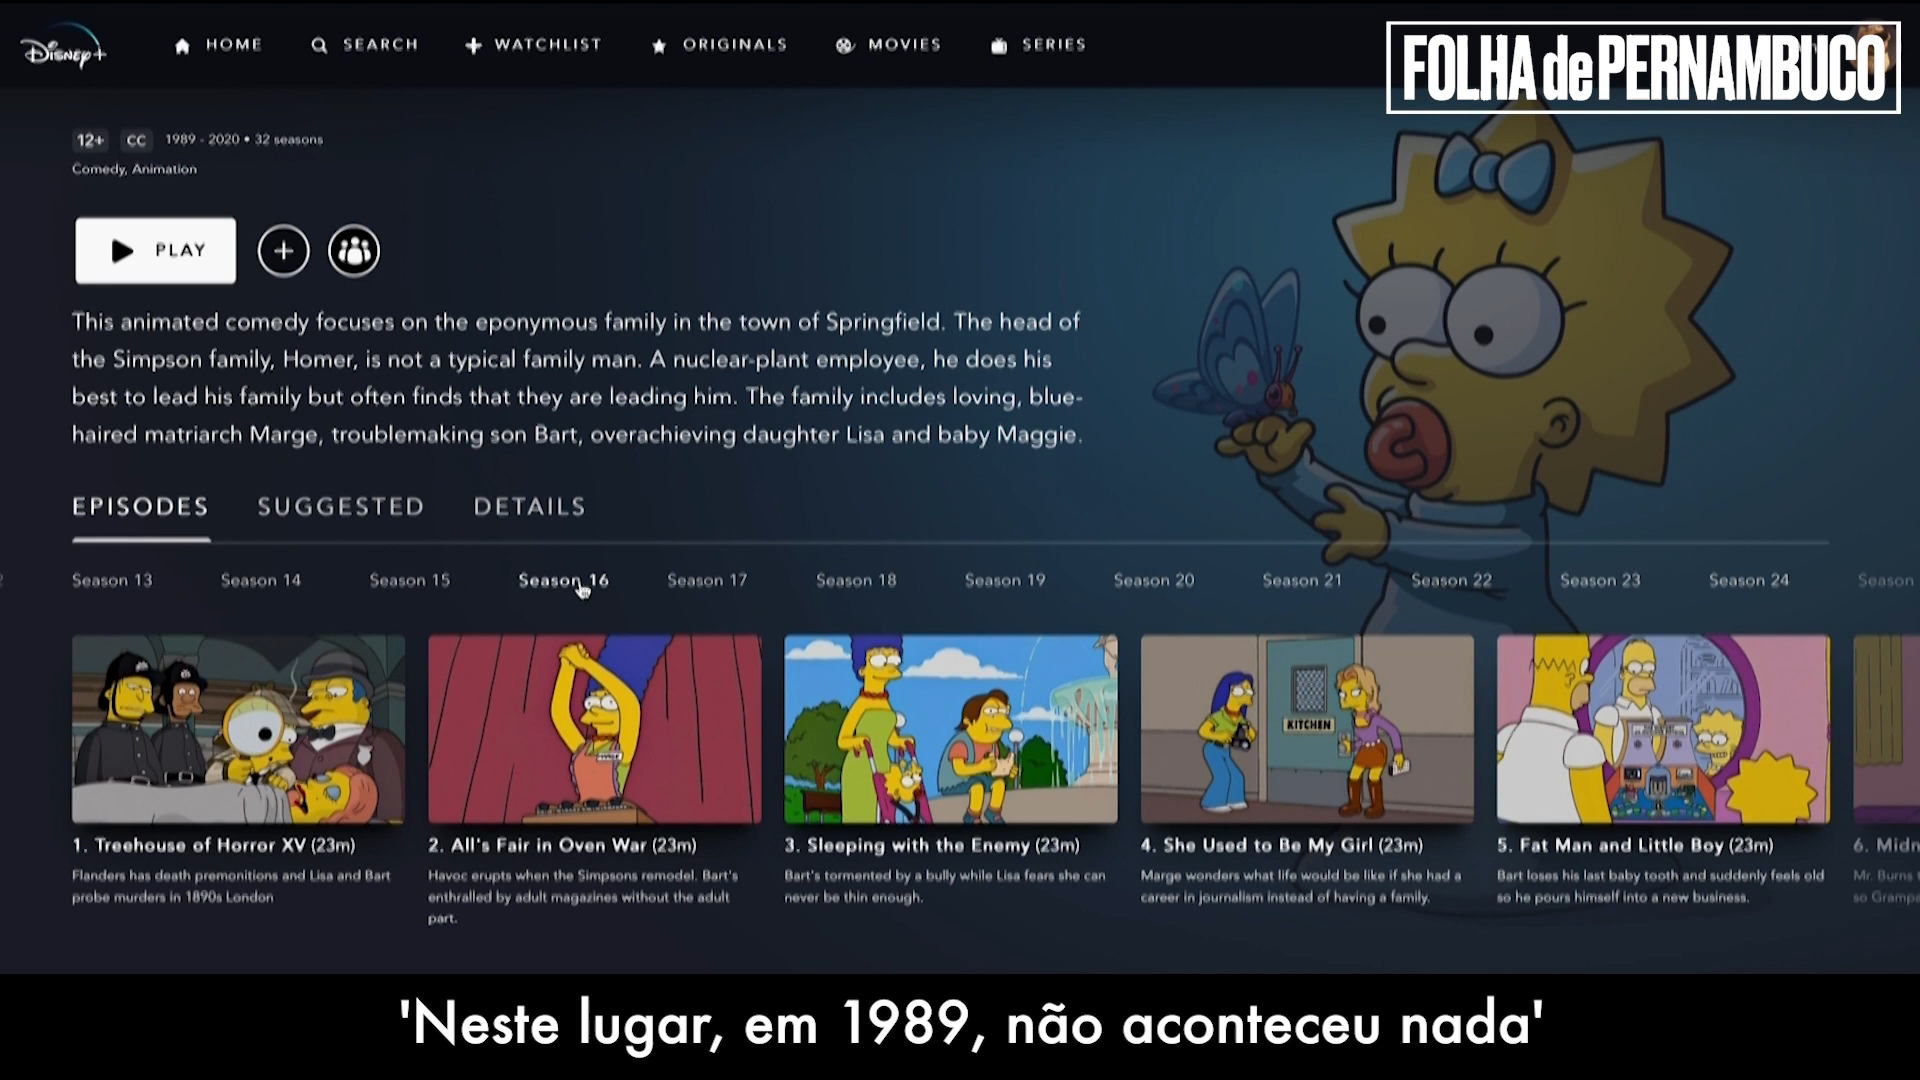 Disney+
HOME
SEARCH
WATCHLIST
ORIGINALS
MOVIES
SERIES
FOLHA de PERNAMBUCO
12+ CC 1989 - 2020 • 32 seasons
Comedy, Animation
PLAY
This animated comedy focuses on the eponymous family in the town of Springfield. The head of
the Simpson family, Homer, is not a typical family man. A nuclear-plant employee, he does his
best to lead his family but often finds that they are leading him. The family includes loving, blue-
haired matriarch Marge, troublemaking son Bart, overachieving daughter Lisa and baby Maggie.
EPISODES
SUGGESTED
DETAILS
Season 13
Season 14
Season 15
Season 16
Season 17
Season 18
Season 19
Season 20
Season 21
Season 22
Season 23
Season 24
Season
KITCHEN
1. Treehouse of Horror XV (23m)
Flanders has death premonitions and Lisa and Bart
probe murders in 1890s London
2. All's Fair in Oven War (23m)
Havoc erupts when the Simpsons remodel. Bart's
enthralled by adult magazines without the adult
part.
3. Sleeping with the Enemy (23m)
Bart's tormented by a bully while Lisa fears she can
never be thin enough.
4. She Used to Be My Girl (23m)
Marge wonders what life would be like if she had a
career in journalism instead of having a family.
5. Fat Man and Little Boy (23m)
Bart loses his last baby tooth and suddenly feels old
so he pours himself into a new business.
6.
Mr. Burns
so
'Neste lugar, em 1989, não aconteceu nada'